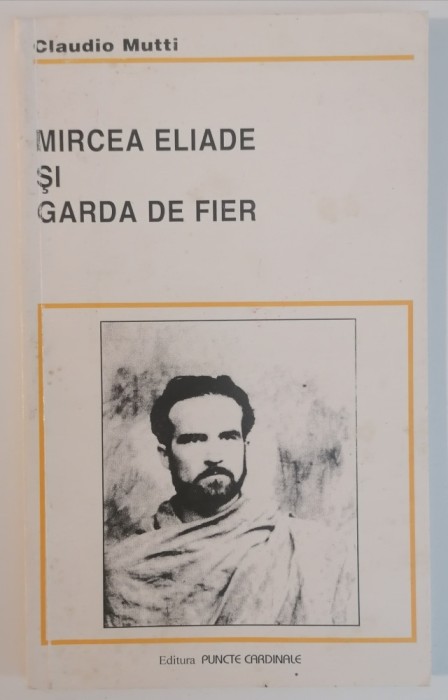 Claudio Mutti
MIRCEA ELIADE
ŞI
GARDA DE FIER
Editura PUNCTE CARDINALE